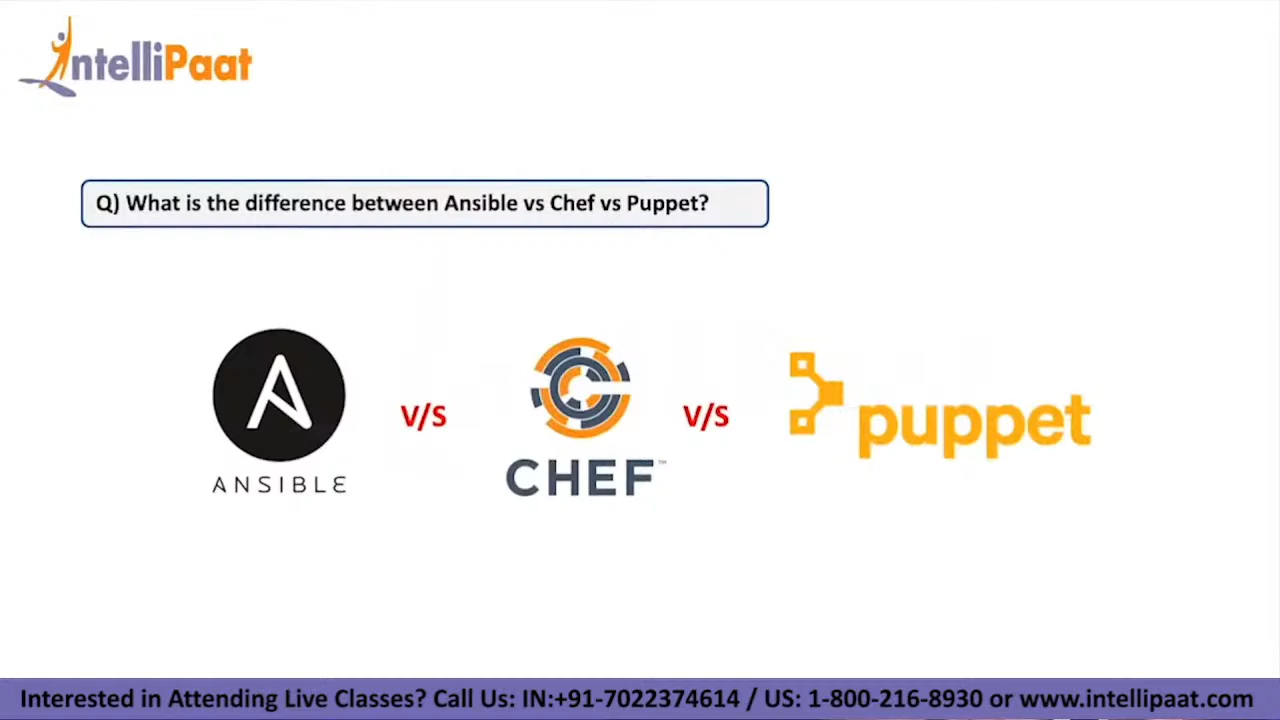 IntelliPaat
Q) What is the difference between Ansible vs Chef vs Puppet?
ANSIBLE
V/S
CHEF™
V/S
puppet
Interested in Attending Live Classes? Call Us: IN:+91-7022374614 / US: 1-800-216-8930 or www.intellipaat.com